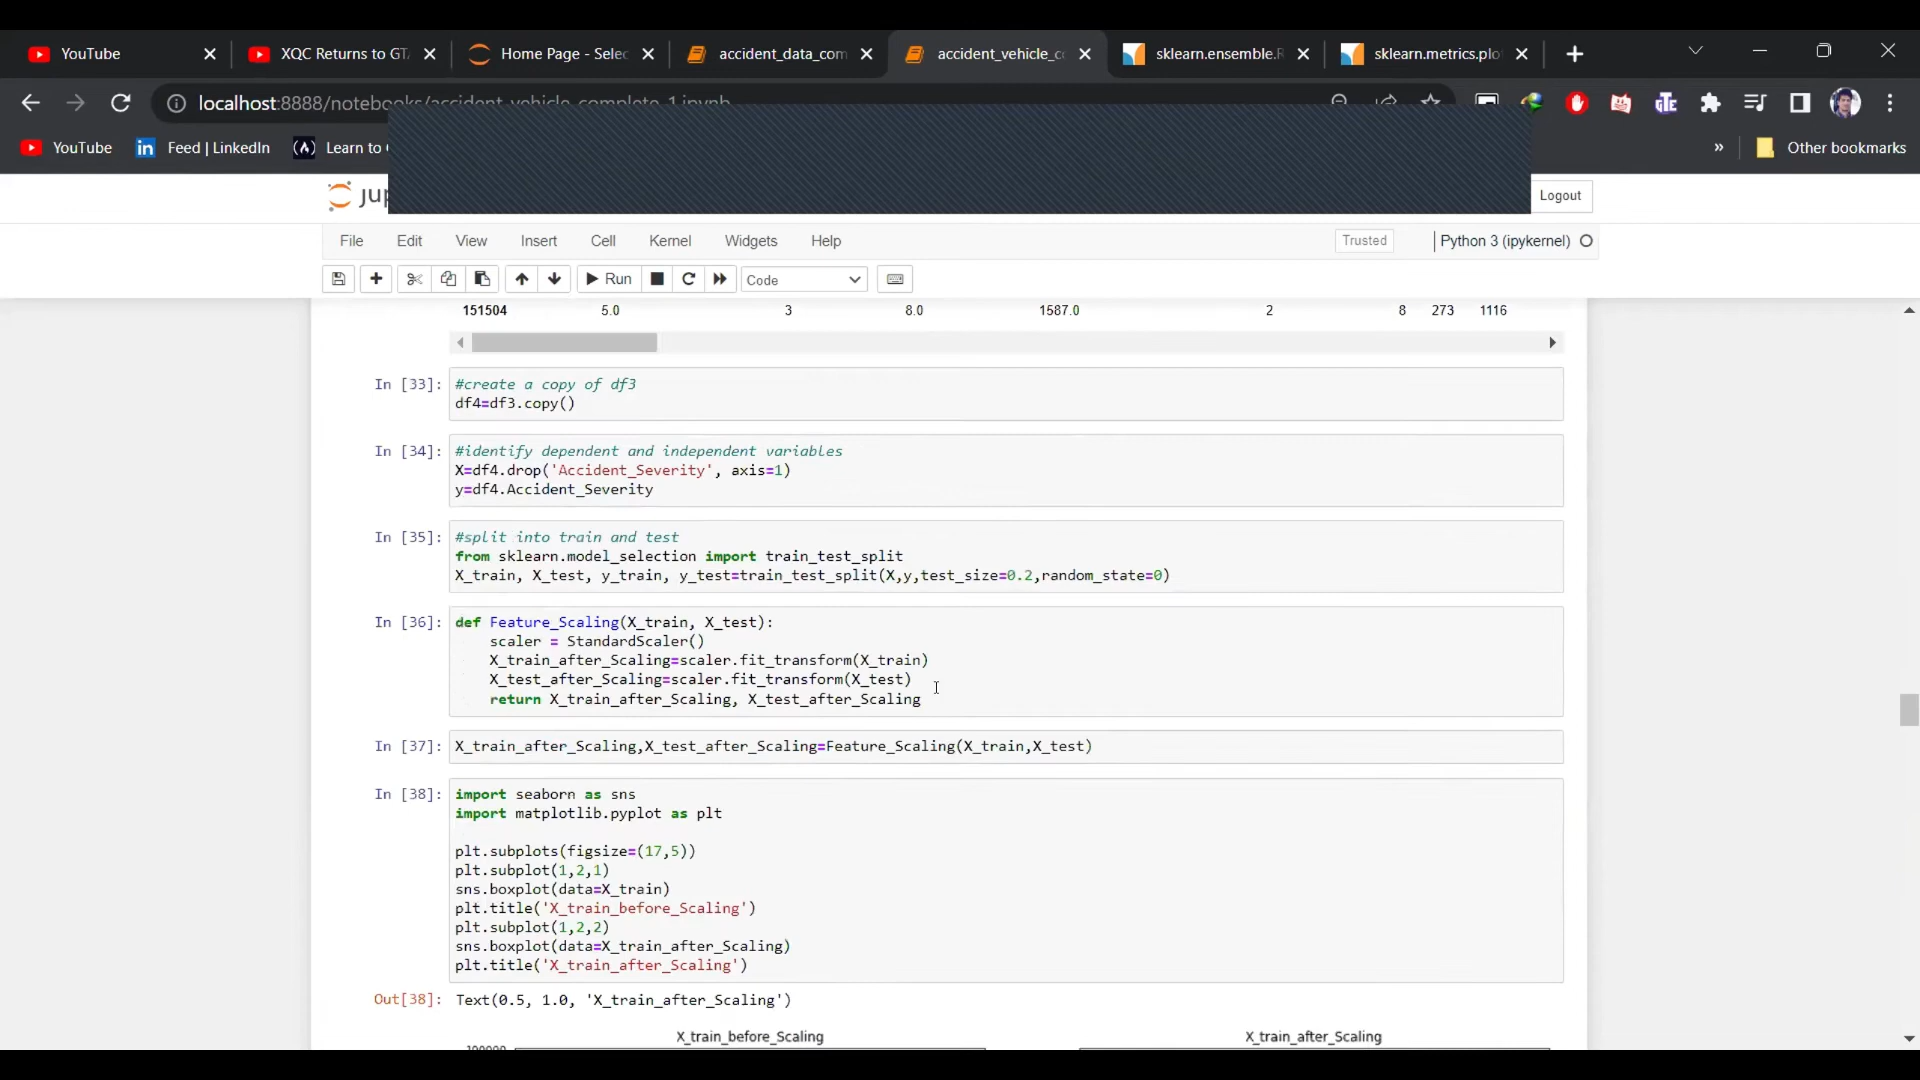 YouTube
XQC Returns to GTA
Home Page - Selec
accident_data_com
accident_vehicle_co
sklearn.ensemble.R
sklearn.metrics.plo
localhost:8888/notebooks/accident_vehicle_complete_1.ipynb
YouTube
Feed | LinkedIn
Learn to
Other bookmarks
Logout
File Edit View Insert Cell Kernel Widgets Help
Trusted
Python 3 (ipykernel)
Run
Code
151504 5.0 3 8.0 1587.0 2 8 273 1116
In [33]: #create a copy of df3
df4=df3.copy()
In [34]: #identify dependent and independent variables
X=df4.drop('Accident_Severity', axis=1)
y=df4.Accident_Severity
In [35]: #split into train and test
from sklearn.model_selection import train_test_split
X_train, X_test, y_train, y_test=train_test_split(X,y,test_size=0.2,random_state=0)
In [36]: def Feature_Scaling(X_train, X_test):
scaler = StandardScaler()
X_train_after_Scaling=scaler.fit_transform(X_train)
X_test_after_Scaling=scaler.fit_transform(X_test)
return X_train_after_Scaling, X_test_after_Scaling
In [37]: X_train_after_Scaling,X_test_after_Scaling=Feature_Scaling(X_train,X_test)
In [38]: import seaborn as sns
import matplotlib.pyplot as plt
plt.subplots(figsize=(17,5))
plt.subplot(1,2,1)
sns.boxplot(data=X_train)
plt.title('X_train_before_Scaling')
plt.subplot(1,2,2)
sns.boxplot(data=X_train_after_Scaling)
plt.title('X_train_after_Scaling')
Out[38]: Text(0.5, 1.0, 'X_train_after_Scaling')
X_train_before_Scaling X_train_after_Scaling